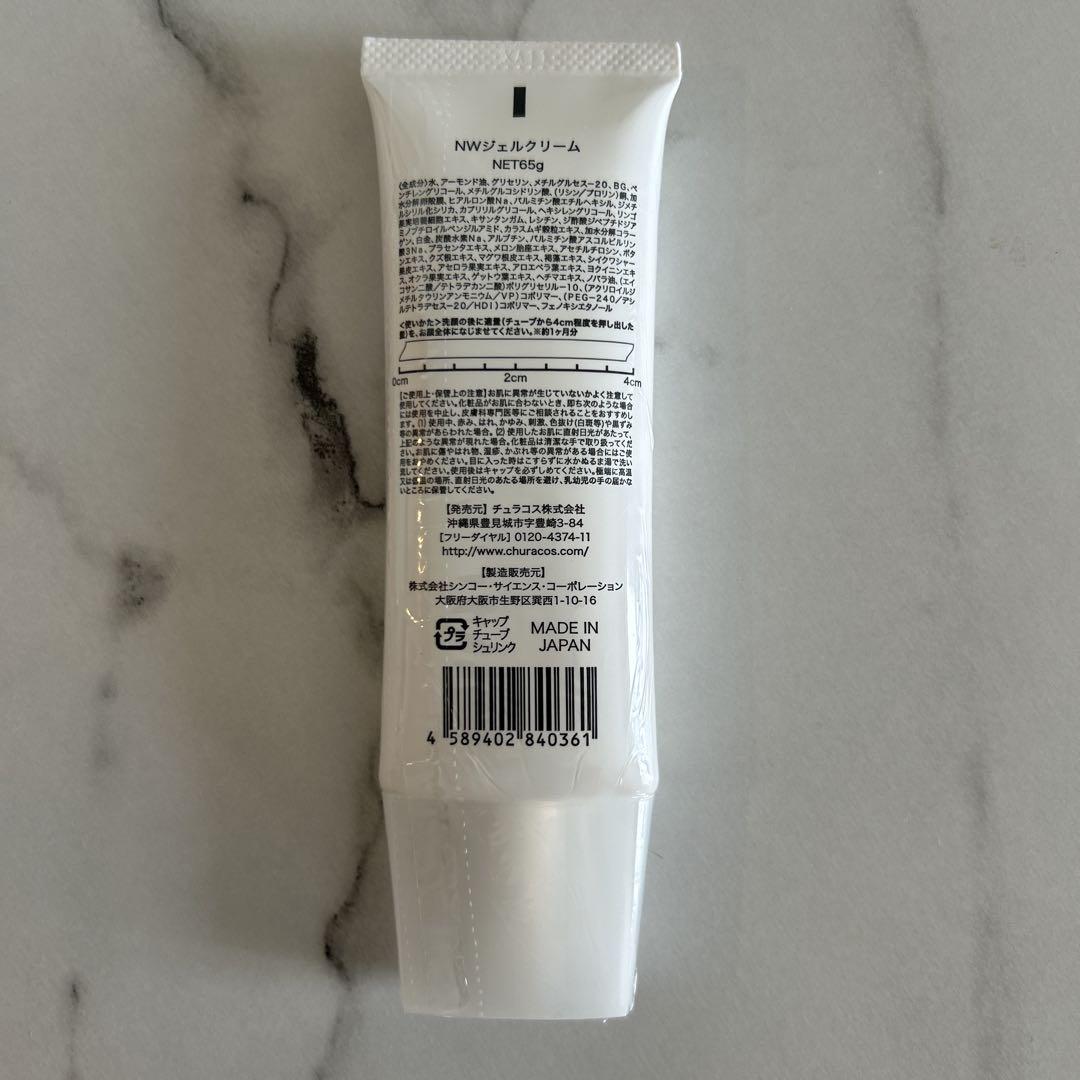 NWジェルクリーム
NET65g
《全成分》水、アーモンド油、グリセリン、メチルグルセス-20、BG、ペ
ンチレングリコール、メチルグルコシドリン酸、(リシン/プロリン)銅、加
水分解卵殻膜、ヒアルロン酸Na、パルミチン酸エチルヘキシル、ジメチ
ルシリル化シリカ、カプリリルグリコール、ヘキシレングリコール、リンゴ
果実培養細胞エキス、キサンタンガム、レシチン、ジ酢酸ジペプチドジア
ミノブチロイルベンジルアミド、カラスムギ穀粒エキス、加水分解コラー
ゲン、白金、炭酸水素Na、アルブチン、パルミチン酸アスコルビルリン
酸3Na、プラセンタエキス、メロン胎座エキス、アセチルチロシン、ボタ
ンエキス、クズ根エキス、マグワ根皮エキス、褐藻エキス、シイクワシャー
果皮エキス、アセロラ果実エキス、アロエベラ葉エキス、ヨクイニンエキ
ス、オクラ果実エキス、ゲットウ葉エキス、ヘチマエキス、ノバラ油、(エイ
コサン二酸/テトラデカン二酸)ポリグリセリル-10、(アクリロイルジ
メチルタウリンアンモニウム/VP)コポリマー、(PEG-240/デシ
ルテトラデセス-20/HDI)コポリマー、フェノキシエタノール
<使いかた>洗顔の後に適量(チューブから4cm程度を押し出した
量)を、お顔全体になじませてください。※約1ヶ月分
0cm 2cm 4cm
【ご使用上・保管上の注意】お肌に異常が生じていないかよく注意して
使用してください。化粧品がお肌に合わないとき、即ち次のような場合
には使用を中止し、皮膚科専門医等にご相談されることをおすすめし
ます。(1)使用中、赤み、はれ、かゆみ、刺激、色抜け(白斑等)や黒ずみ
等の異常があらわれた場合。(2)使用したお肌に直射日光があたって、
上記のような異常が現れた場合。化粧品は清潔な手で取り扱ってくだ
さい。お肌に傷やはれ物、湿疹、かぶれ等の異常がある場合にはご使
用をおやめください。目に入った時はこすらずに水かぬるま湯で洗い
流してください。使用後はキャップを必ずしめてください。極端に高温
又は低温の場所、直射日光のあたる場所を避け、乳幼児の手の届かな
いところに保管してください。
【発売元】チュラコス株式会社
沖縄県豊見城市字豊崎3-84
[フリーダイヤル] 0120-4374-11
http://www.churacos.com/
【製造販売元】
株式会社シンコー・サイエンス・コーポレーション
大阪府大阪市生野区巽西1-10-16
プラ
キャップ
チューブ
シュリンク
MADE IN
JAPAN
4 589402 840361